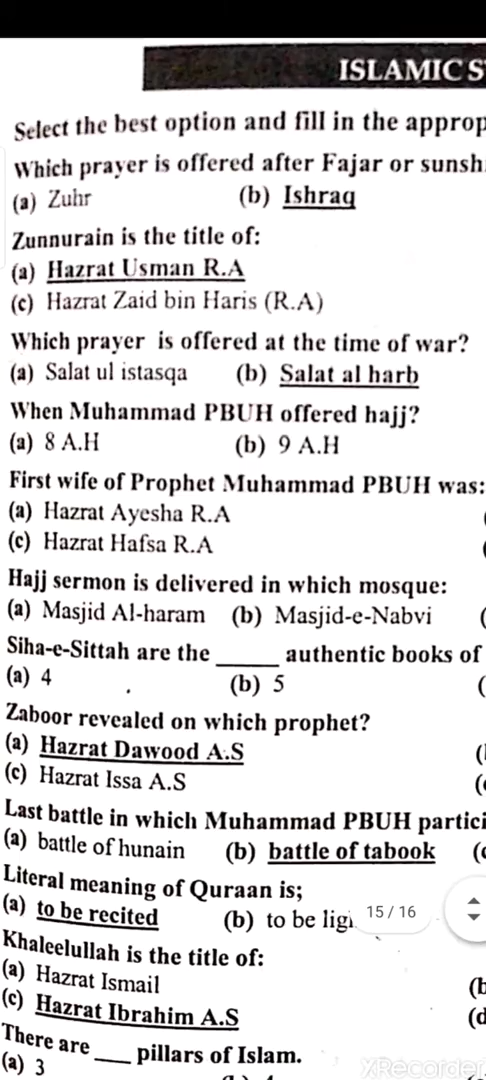 ISLAMIC S
Select the best option and fill in the approp
Which prayer is offered after Fajar or sunsh
(a) Zuhr (b) Ishraq
Zunnurain is the title of:
(a) Hazrat Usman R.A
(c) Hazrat Zaid bin Haris (R.A)
Which prayer is offered at the time of war?
(a) Salat ul istasqa (b) Salat al harb
When Muhammad PBUH offered hajj?
(a) 8 A.H (b) 9 A.H
First wife of Prophet Muhammad PBUH was:
(a) Hazrat Ayesha R.A
(c) Hazrat Hafsa R.A
Hajj sermon is delivered in which mosque:
(a) Masjid Al-haram (b) Masjid-e-Nabvi (
Siha-e-Sittah are the _____ authentic books of
(a) 4 (b) 5 (
Zaboor revealed on which prophet?
(a) Hazrat Dawood A.S
(c) Hazrat Issa A.S
Last battle in which Muhammad PBUH partici
(a) battle of hunain (b) battle of tabook (c
Literal meaning of Quraan is;
(a) to be recited (b) to be lig 15 / 16
Khaleelullah is the title of:
(a) Hazrat Ismail (b
(c) Hazrat Ibrahim A.S (d
There are ___ pillars of Islam.
(a) 3
XRecorder